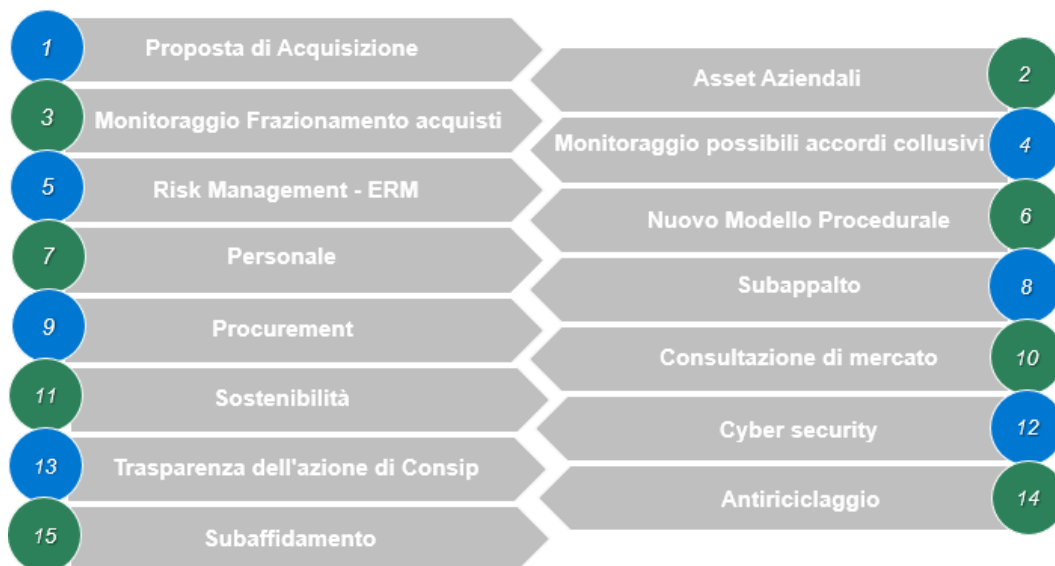 1
Proposta di Acquisizione
Asset Aziendali
2
3
Monitoraggio Frazionamento acquisti
Monitoraggio possibili accordi collusivi
4
5
Risk Management - ERM
Nuovo Modello Procedurale
6
7
Personale
Subappalto
8
9
Procurement
Consultazione di mercato
10
11
Sostenibilità
Cyber security
12
13
Trasparenza dell'azione di Consip
Antiriciclaggio
14
15
Subaffidamento